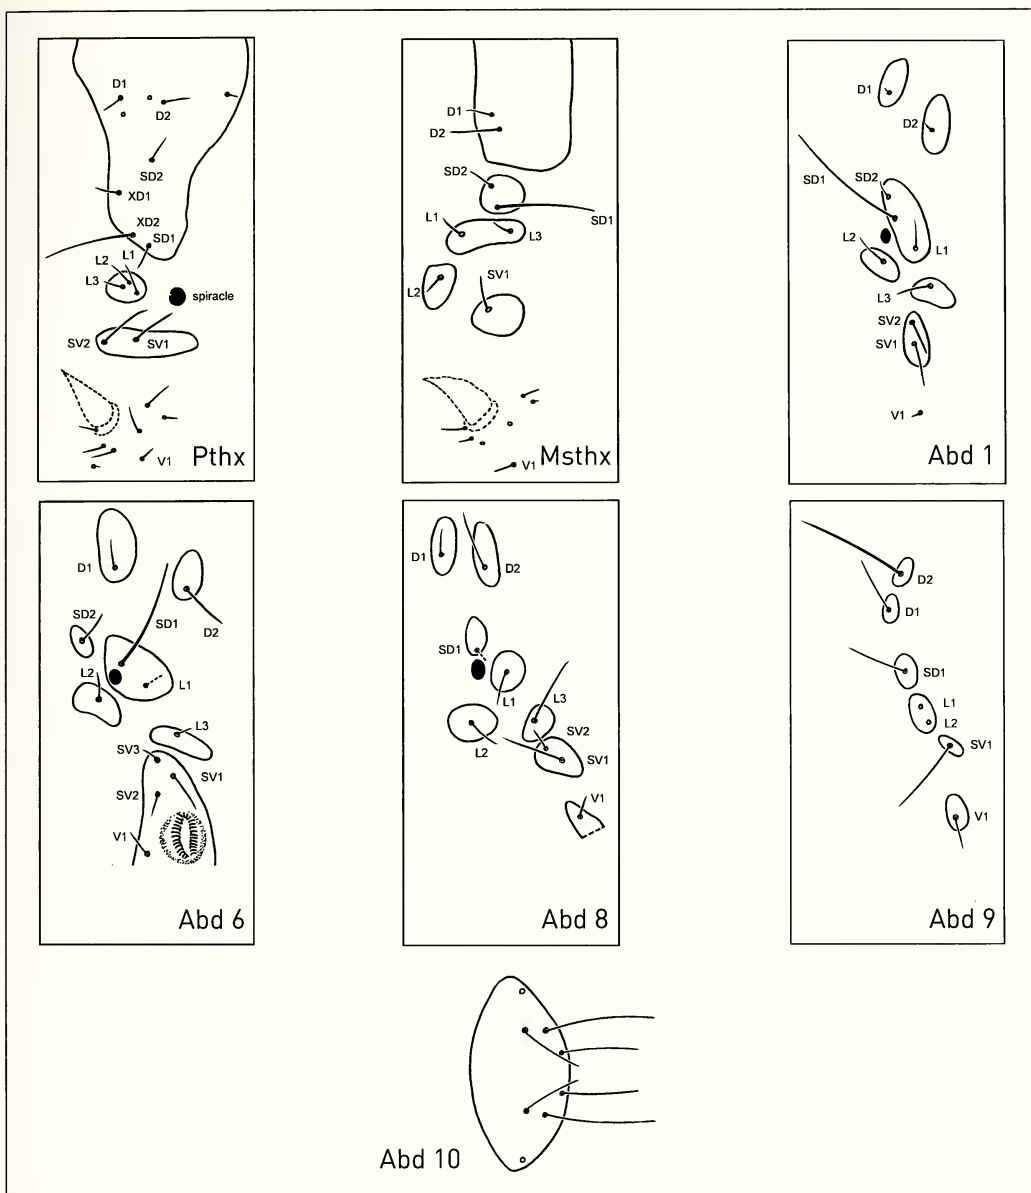 D1
D2
SD2
XD1
XD2
SD1
L2
L1
L3
spiracle
SV2
SV1
V1
Pthx
D1
D2
SD2
SD1
L1
L3
L2
SV1
V1
Msthx
D1
D2
SD1
SD2
L2
L1
L3
SV2
SV1
V1
Abd 1
D1
SD1
SD2
D2
L2
L1
L3
SV3
SV1
SV2
V1
Abd 6
D1
D2
SD1
L1
L3
L2
SV2
SV1
V1
Abd 8
D2
D1
SD1
L1
L2
SV1
V1
Abd 9
Abd 10